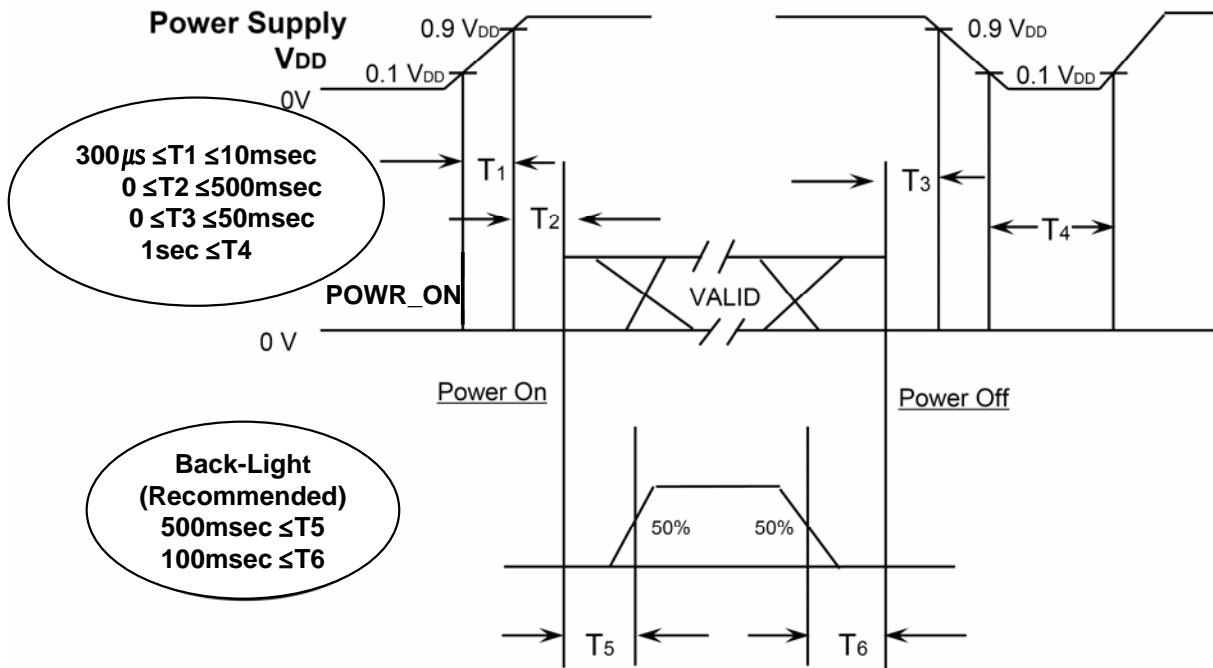 Power Supply
VDD
0.9 VDD
0.1 VDD
0V
0.9 VDD
0.1 VDD
300μs ≤T1 ≤10msec
0 ≤T2 ≤500msec
0 ≤T3 ≤50msec
1sec ≤T4
T1
T2
T3
T4
POWR_ON
VALID
0 V
Power On
Power Off
Back-Light
(Recommended)
500msec ≤T5
100msec ≤T6
50%
50%
T5
T6